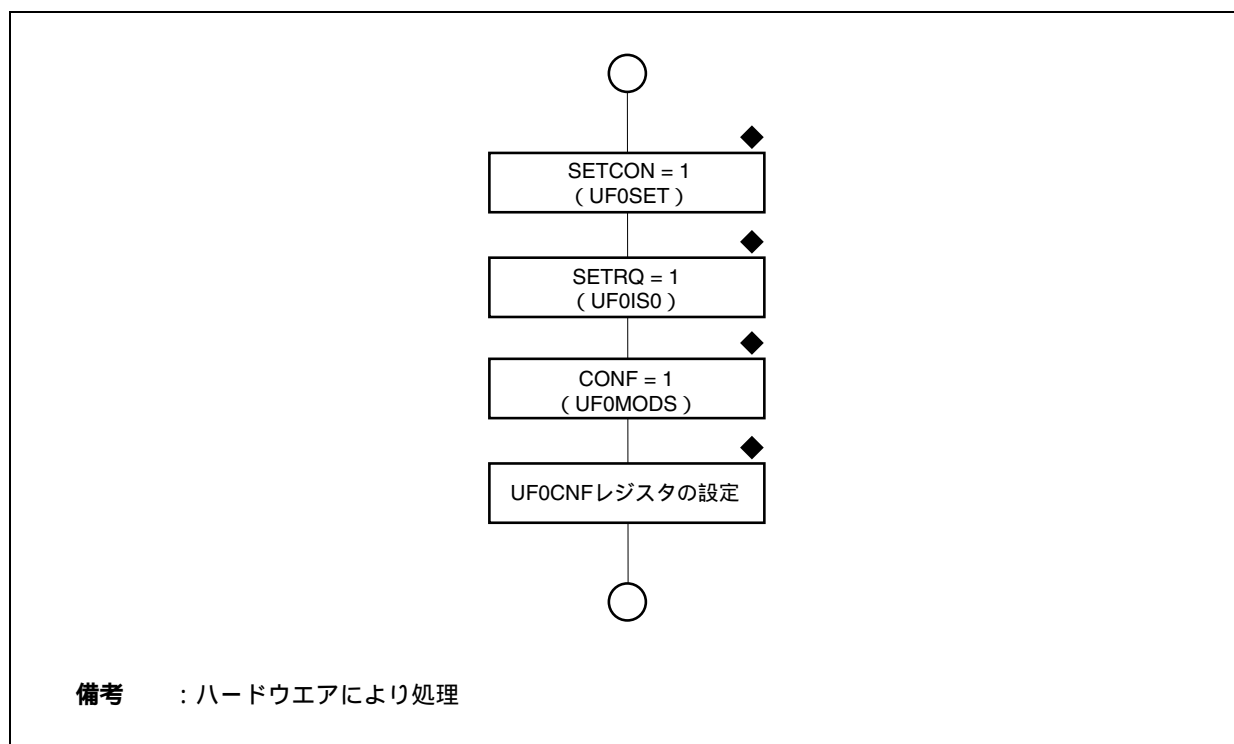 SETCON = 1
( UF0SET )
SETRQ = 1
( UF0IS0 )
CONF = 1
( UF0MODS )
UF0CNFレジスタの設定
備考 : ハードウエアにより処理